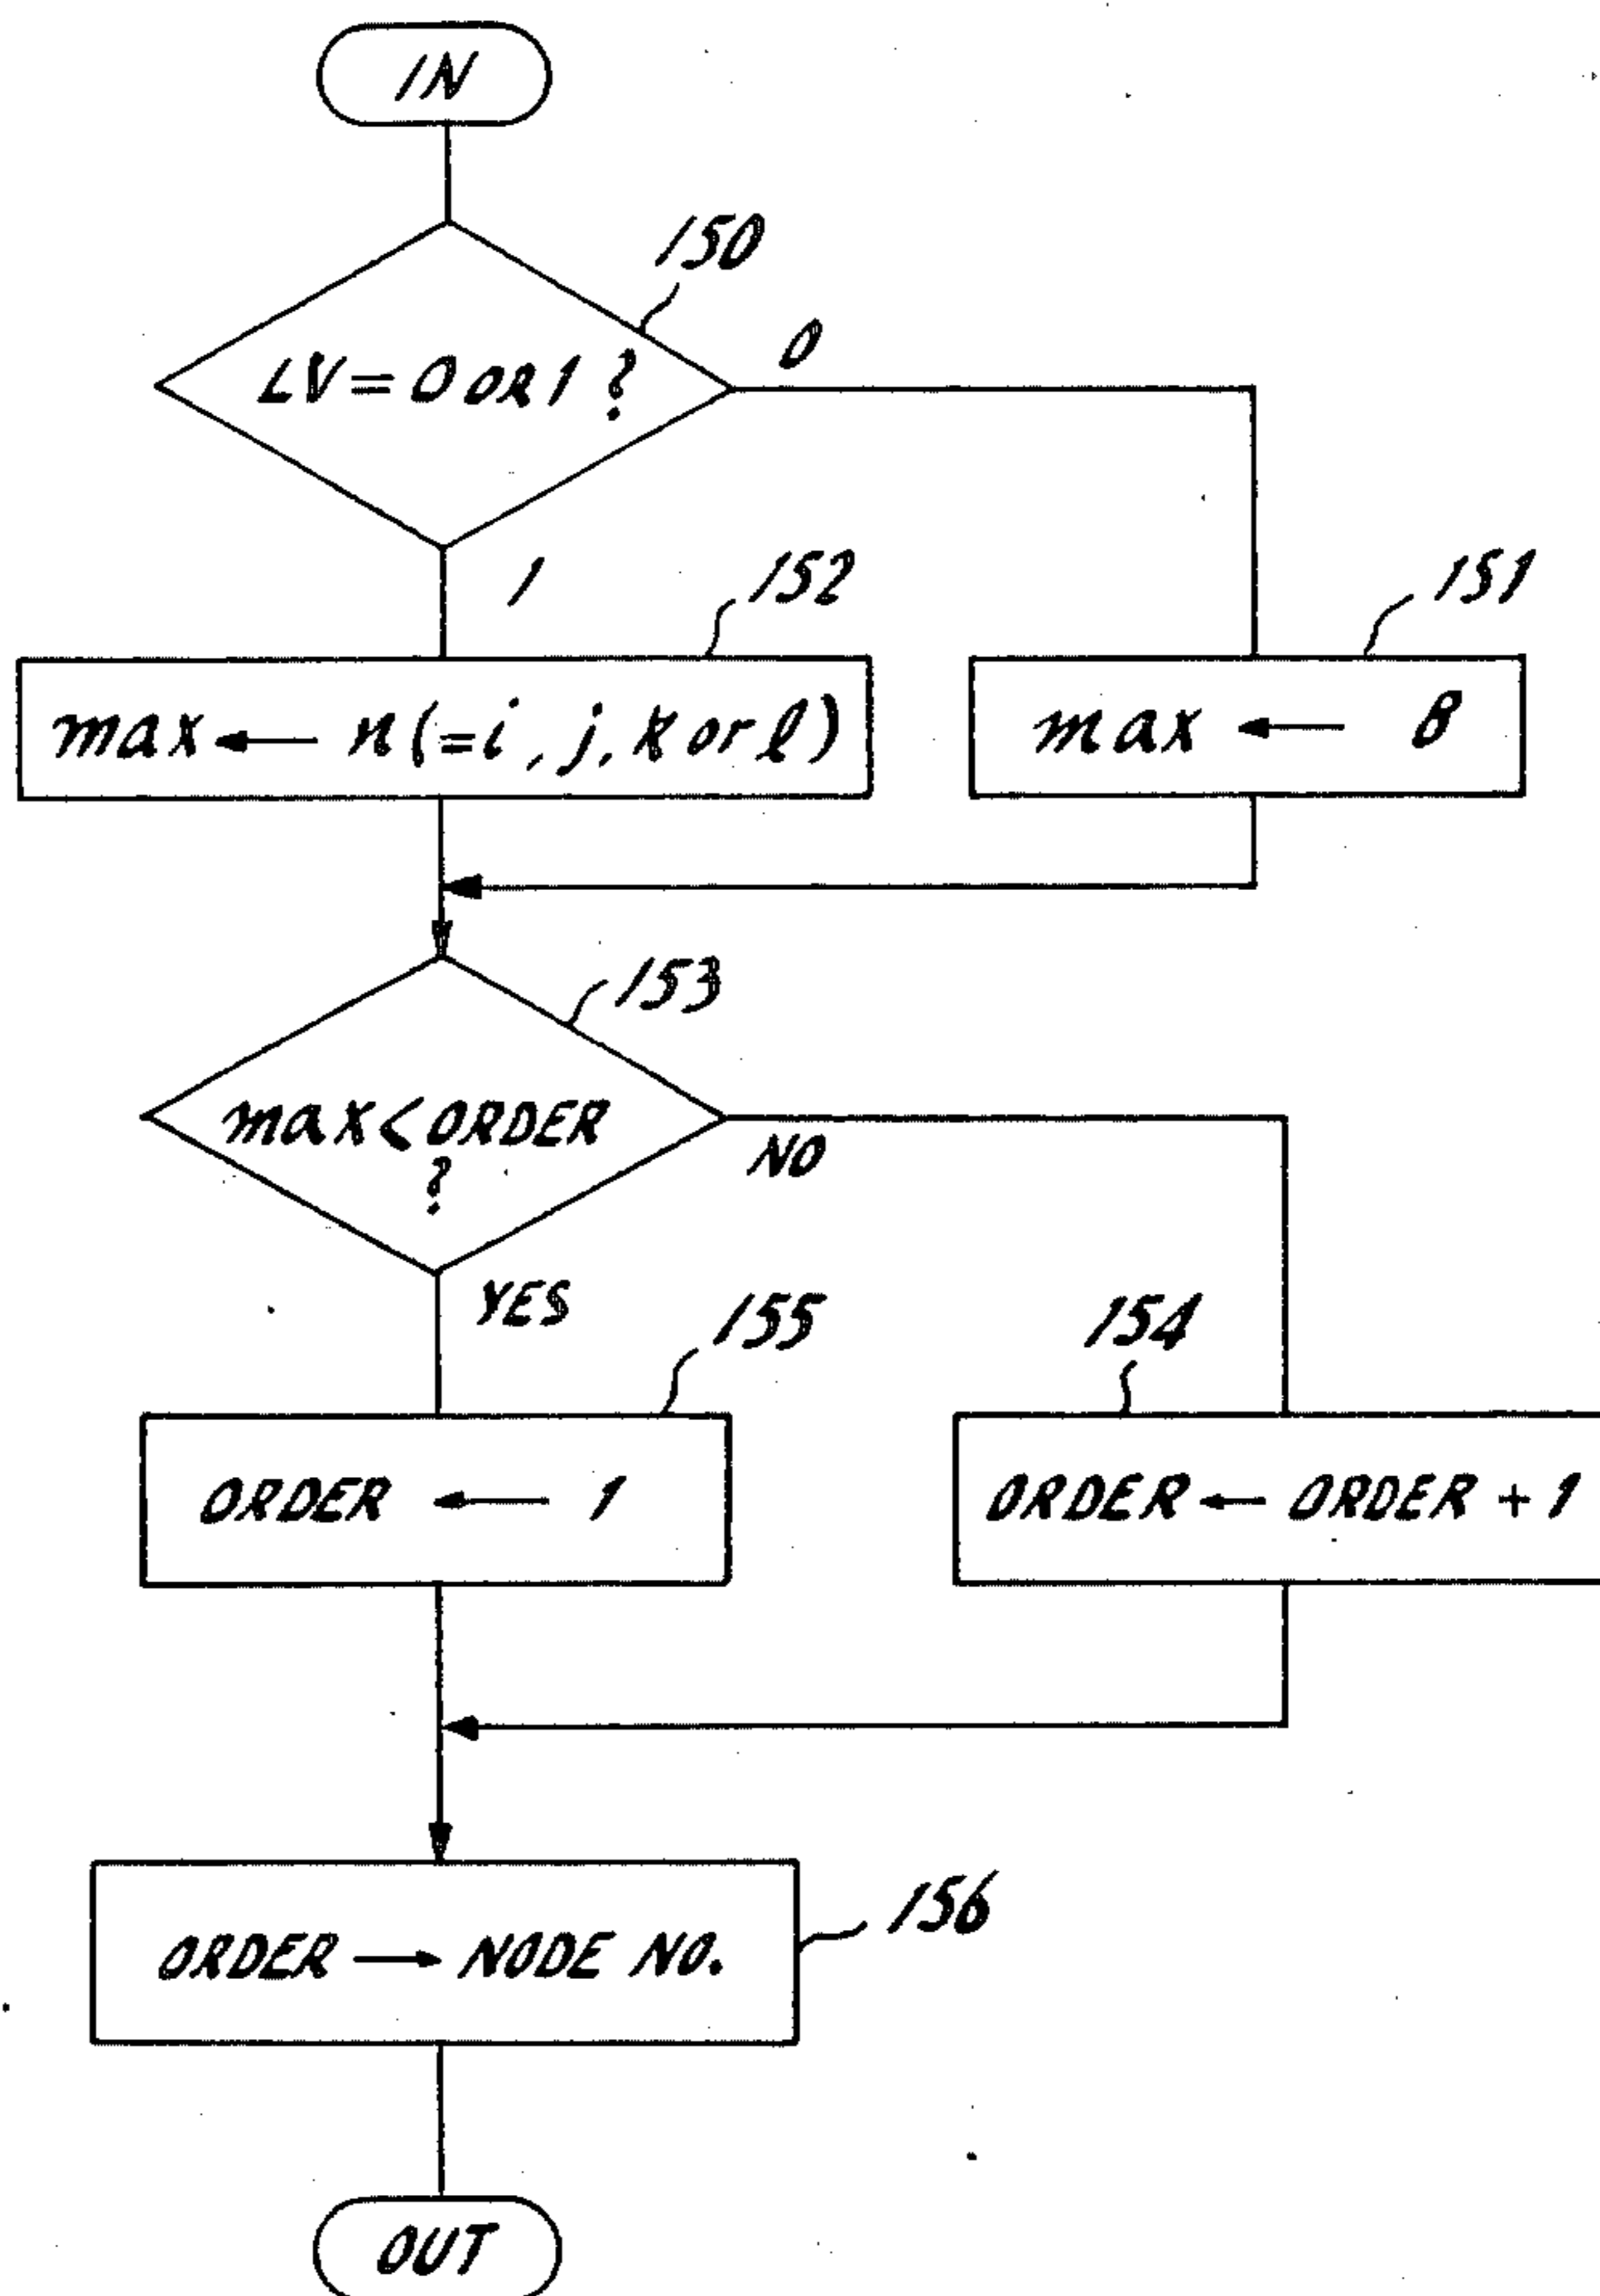 IN
150
LV = 0 OR 1 ?
0
1
152
151
max ← n (= i, j, k or l)
max ← 8
153
max < ORDER
?
NO
YES
155
154
ORDER ← 1
ORDER ← ORDER + 1
156
ORDER → NODE NO.
OUT